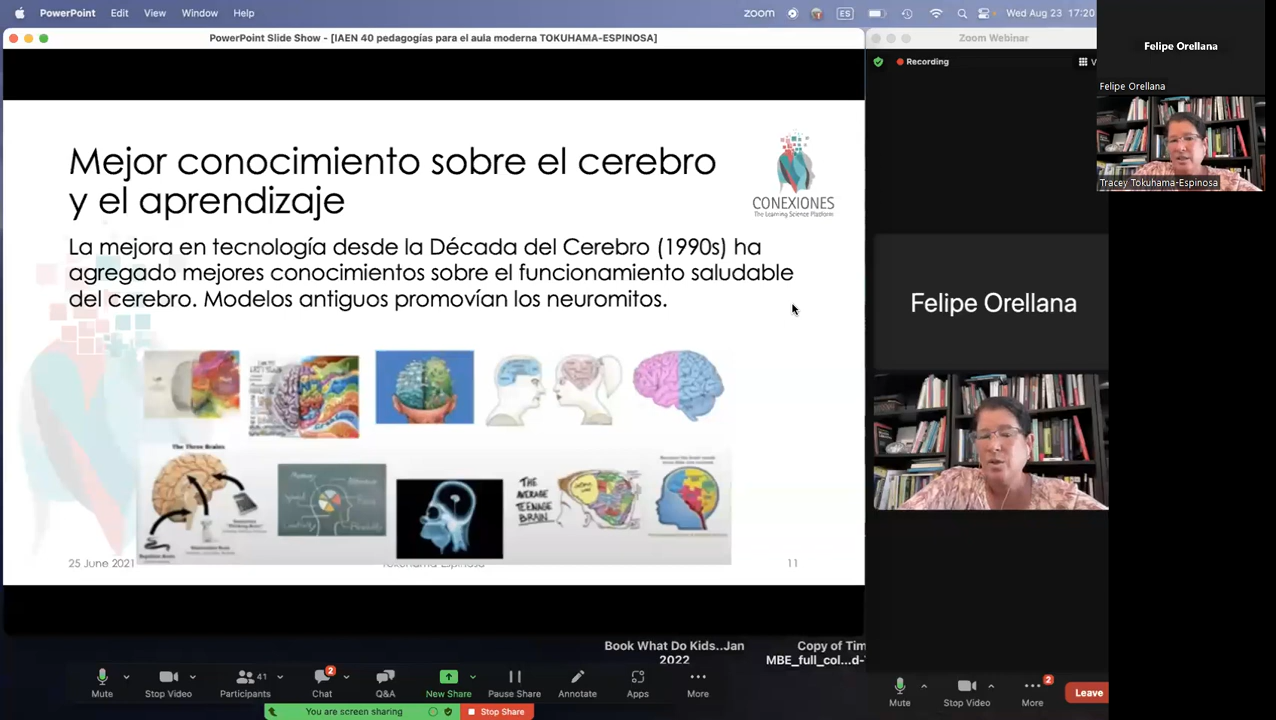 PowerPoint Edit View Window Help
zoom ES Wed Aug 23 17:20
PowerPoint Slide Show - [IAEN 40 pedagogías para el aula moderna TOKUHAMA-ESPINOSA]
Zoom Webinar
Recording
V
Felipe Orellana
Felipe Orellana
Tracey Tokuhama-Espinosa
Mejor conocimiento sobre el cerebro
y el aprendizaje
CONEXIONES
The Learning Science Platform
La mejora en tecnología desde la Década del Cerebro (1990s) ha
agregado mejores conocimientos sobre el funcionamiento saludable
del cerebro. Modelos antiguos promovían los neuromitos.
Felipe Orellana
The Three Brains
THE
AVERAGE
TEENAGE
BRAIN
25 June 2021
Tokuhama-Espinosa
11
Book What Do Kids..Jan
2022
Copy of Tim
MBE_full_col...d-
41
2
Mute
Stop Video
Participants
Chat
Q&A
New Share
Pause Share
Annotate
Apps
More
2
Mute
Stop Video
More
Leave
You are screen sharing
Stop Share